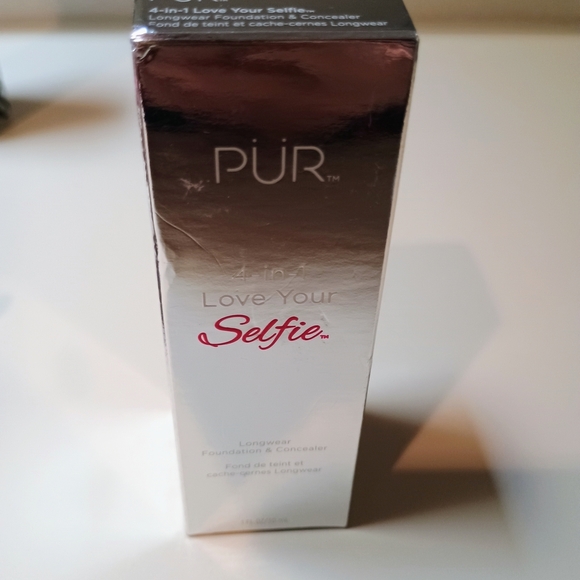 4-in-1 Love Your Selfie™
Longwear Foundation & Concealer
Fond de teint et cache-cernes Longwear
PÜR™
4-in-1
Love Your
Selfie™
Longwear
Foundation & Concealer
Fond de teint et
cache-cernes Longwear